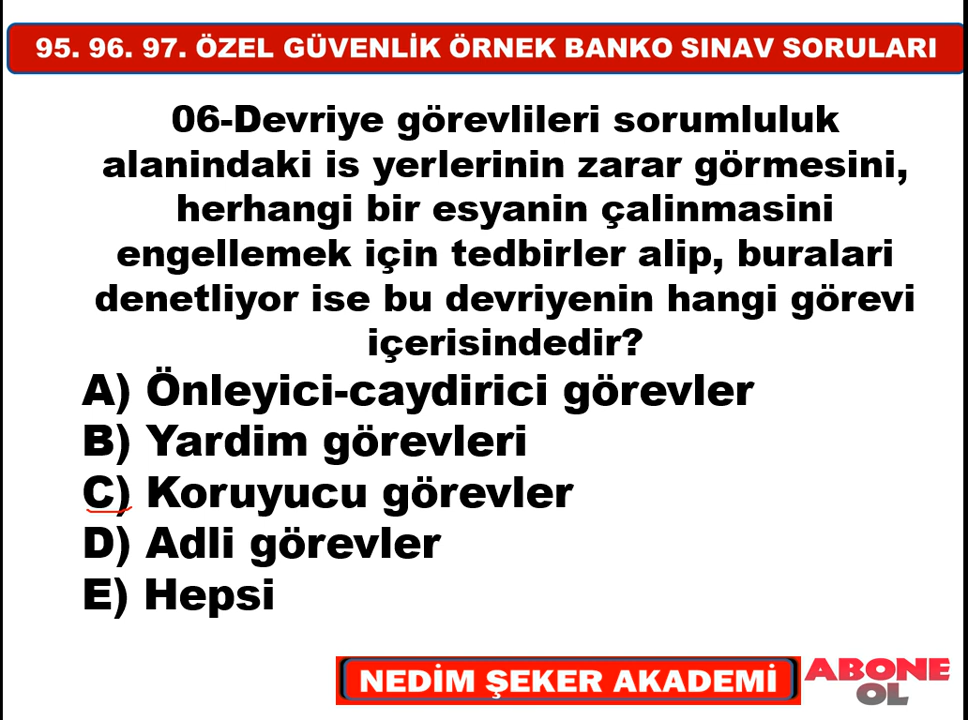 95. 96. 97. ÖZEL GÜVENLİK ÖRNEK BANKO SINAV SORULARI
06-Devriye görevlileri sorumluluk
alanindaki is yerlerinin zarar görmesini,
herhangi bir esyanin çalinmasini
engellemek için tedbirler alip, buralari
denetliyor ise bu devriyenin hangi görevi
içerisindedir?
A) Önleyici-caydirici görevler
B) Yardim görevleri
C) Koruyucu görevler
D) Adli görevler
E) Hepsi
NEDİM ŞEKER AKADEMİ
ABONE
OL